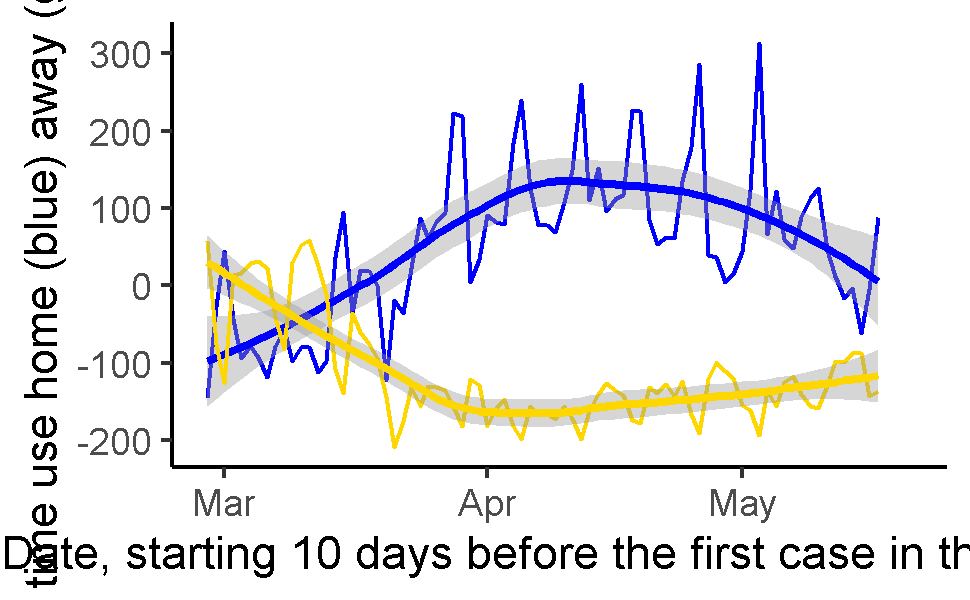 time use home (blue) away (
300
200
100
0
-100
-200
Mar Apr May
Date, starting 10 days before the first case in th